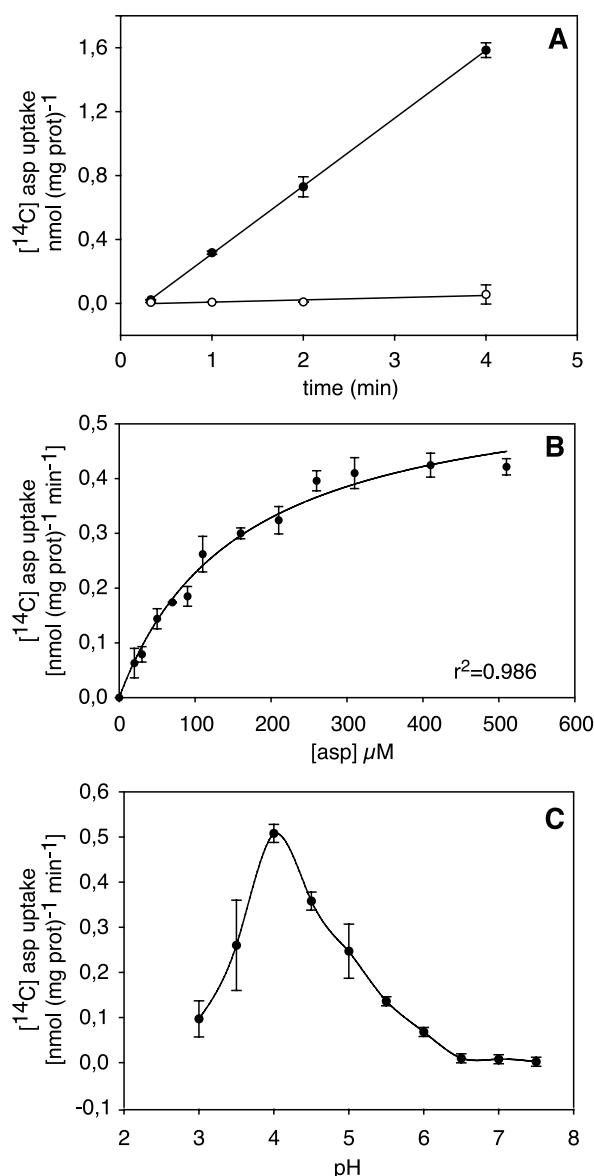 A
1,6
1,2
0,8
0,4
0,0
[14C] asp uptake
nmol (mg prot)-1
0 1 2 3 4 5
time (min)
B
0,5
0,4
0,3
0,2
0,1
0,0
[14C] asp uptake
[nmol (mg prot)-1 min-1]
r2=0.986
0 100 200 300 400 500 600
[asp] µM
C
0,6
0,5
0,4
0,3
0,2
0,1
0,0
-0,1
[14C] asp uptake
[nmol (mg prot)-1 min-1]
2 3 4 5 6 7 8
pH